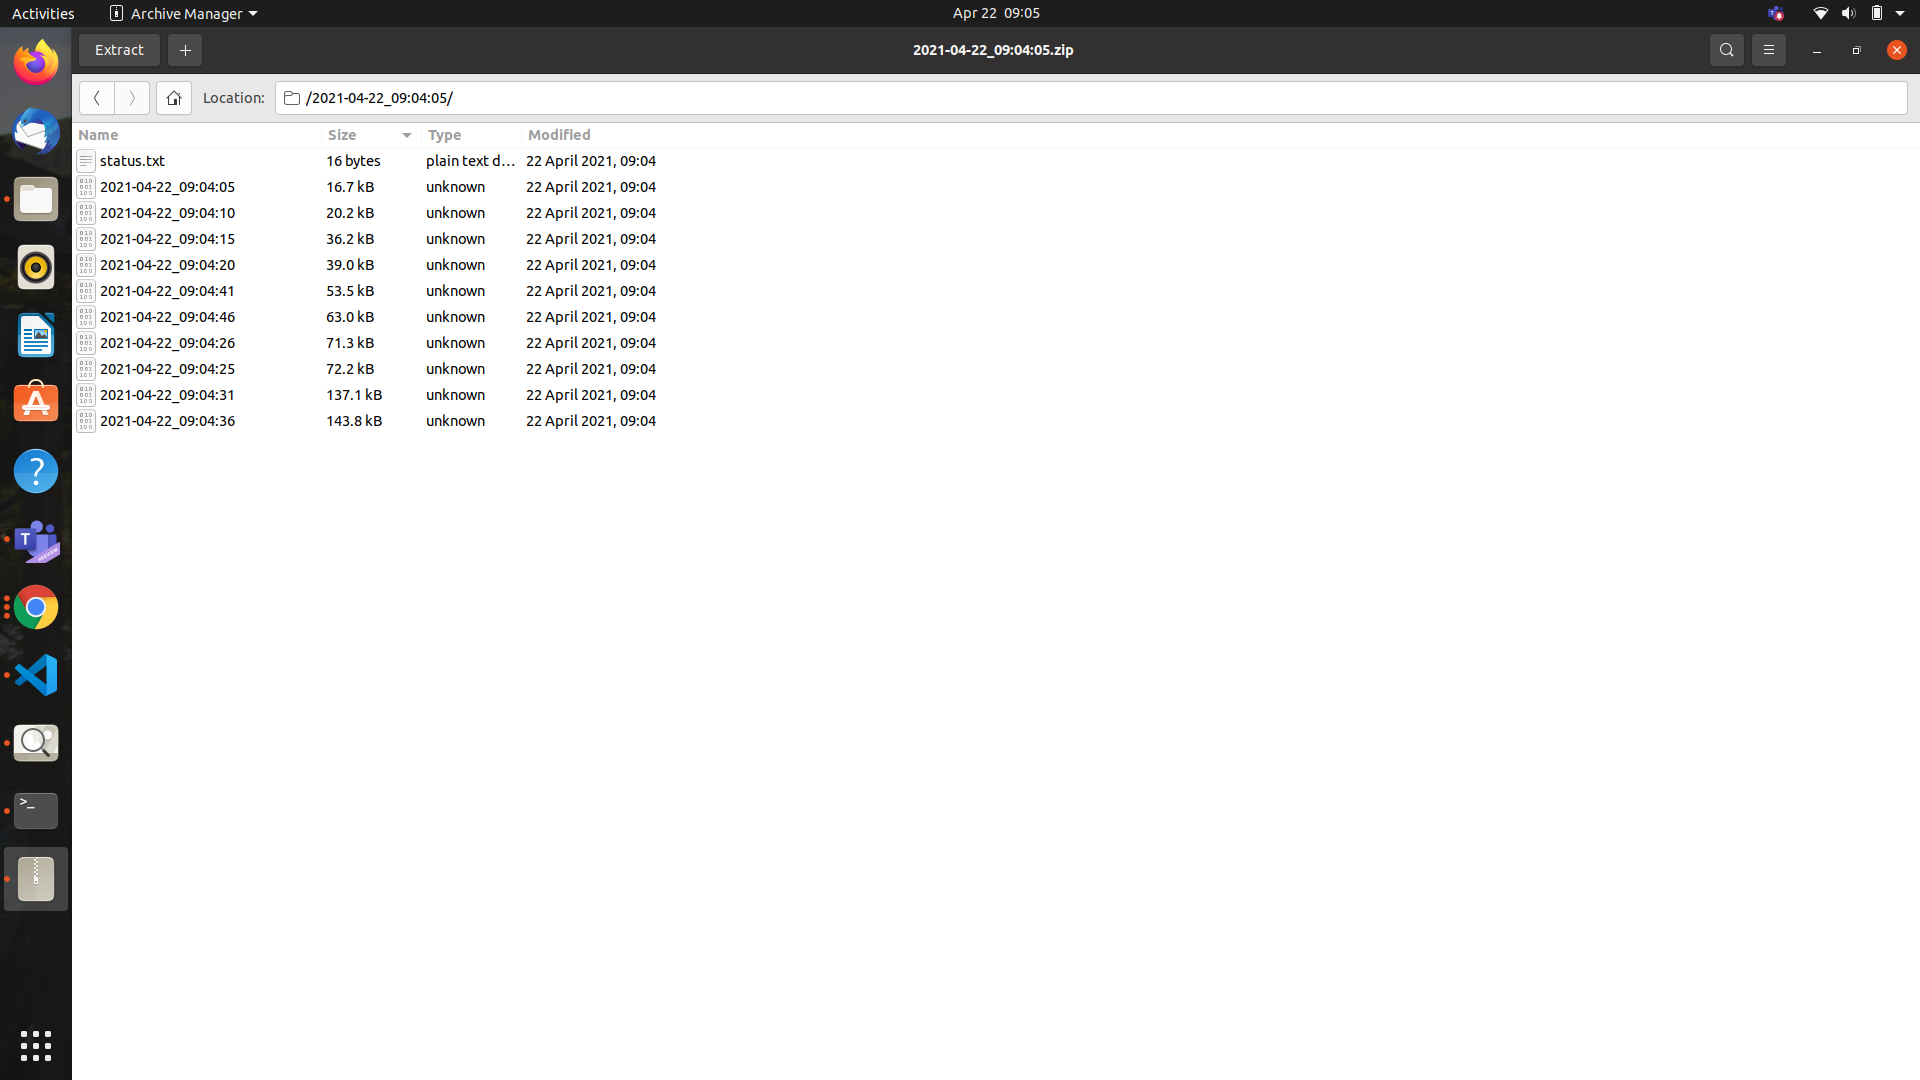 Activities Archive Manager Apr 22 09:05
Extract + 2021-04-22_09:04:05.zip
Location: /2021-04-22_09:04:05/
Name Size Type Modified
status.txt 16 bytes plain text d... 22 April 2021, 09:04
2021-04-22_09:04:05 16.7 kB unknown 22 April 2021, 09:04
2021-04-22_09:04:10 20.2 kB unknown 22 April 2021, 09:04
2021-04-22_09:04:15 36.2 kB unknown 22 April 2021, 09:04
2021-04-22_09:04:20 39.0 kB unknown 22 April 2021, 09:04
2021-04-22_09:04:41 53.5 kB unknown 22 April 2021, 09:04
2021-04-22_09:04:46 63.0 kB unknown 22 April 2021, 09:04
2021-04-22_09:04:26 71.3 kB unknown 22 April 2021, 09:04
2021-04-22_09:04:25 72.2 kB unknown 22 April 2021, 09:04
2021-04-22_09:04:31 137.1 kB unknown 22 April 2021, 09:04
2021-04-22_09:04:36 143.8 kB unknown 22 April 2021, 09:04
?
T
PREVIEW
>_